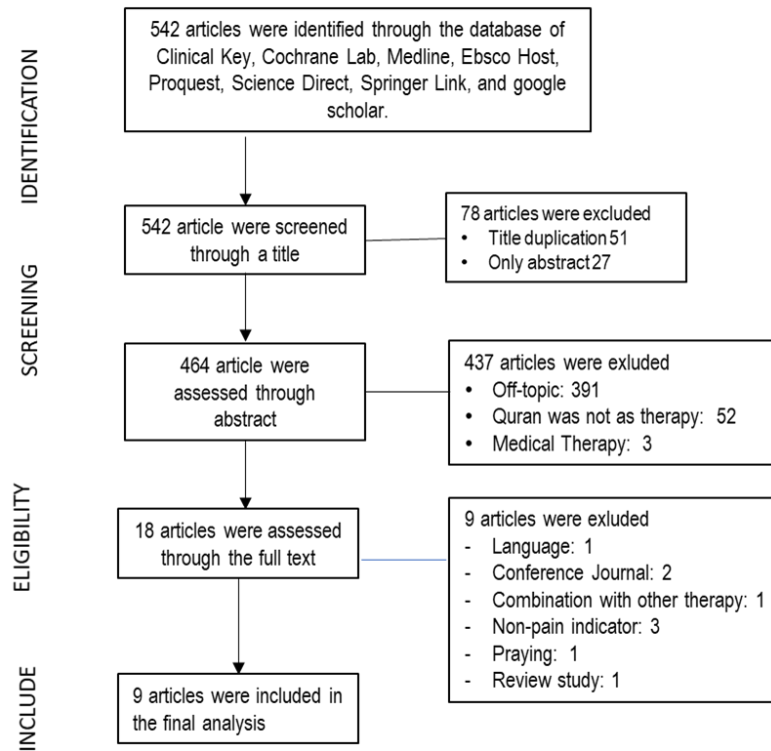 IDENTIFICATION
542 articles were identified through the database of
Clinical Key, Cochrane Lab, Medline, Ebsco Host,
Proquest, Science Direct, Springer Link, and google
scholar.
SCREENING
542 article were screened
through a title
78 articles were excluded
• Title duplication 51
• Only abstract 27
464 article were
assessed through
abstract
437 articles were exluded
• Off-topic: 391
• Quran was not as therapy: 52
• Medical Therapy: 3
ELIGIBILITY
18 articles were assessed
through the full text
9 articles were exluded
- Language: 1
- Conference Journal: 2
- Combination with other therapy: 1
- Non-pain indicator: 3
- Praying: 1
- Review study: 1
INCLUDE
9 articles were included in
the final analysis